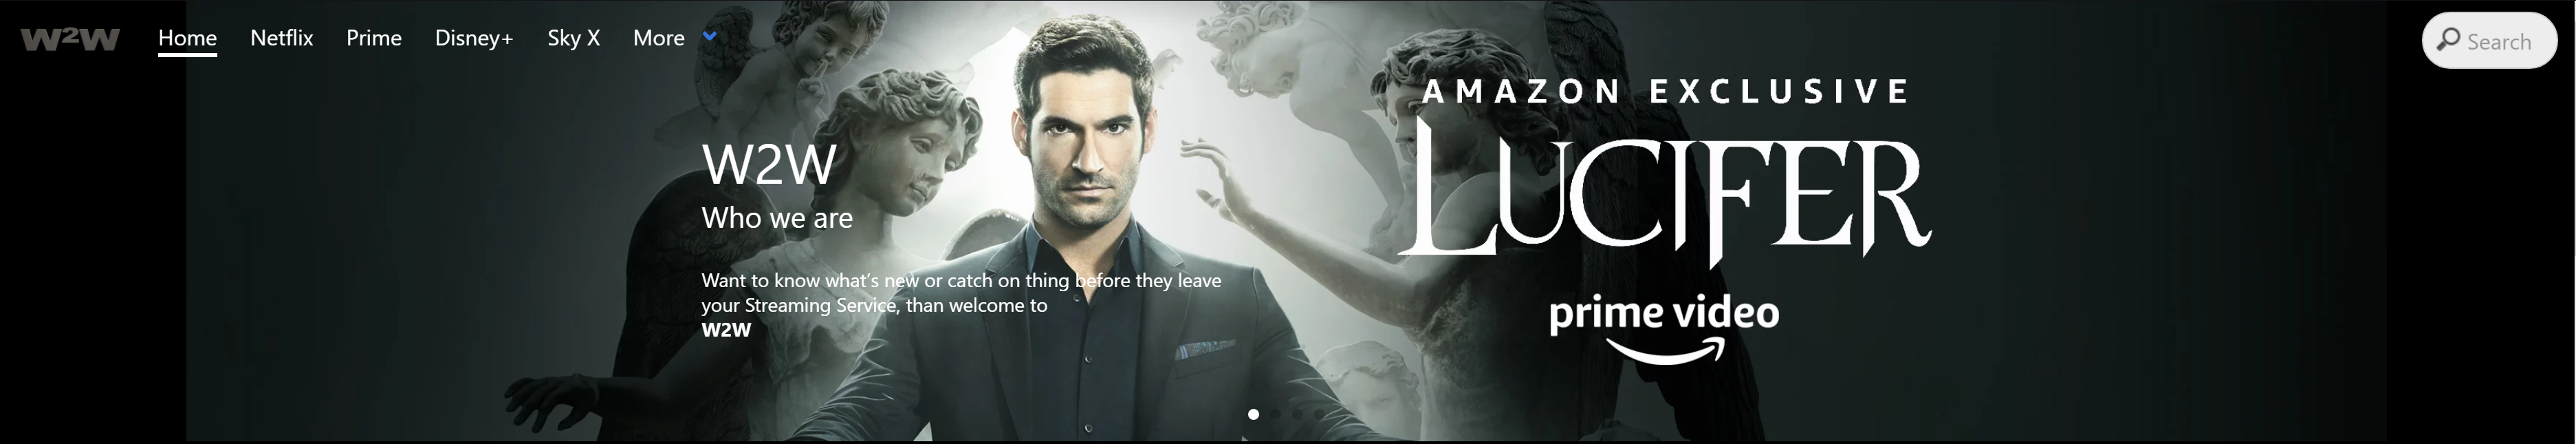 W2W
Home
Netflix
Prime
Disney+
Sky X
More
Search
AMAZON EXCLUSIVE
LUCIFER
prime video
W2W
Who we are
Want to know what’s new or catch on thing before they leave
your Streaming Service, than welcome to
W2W